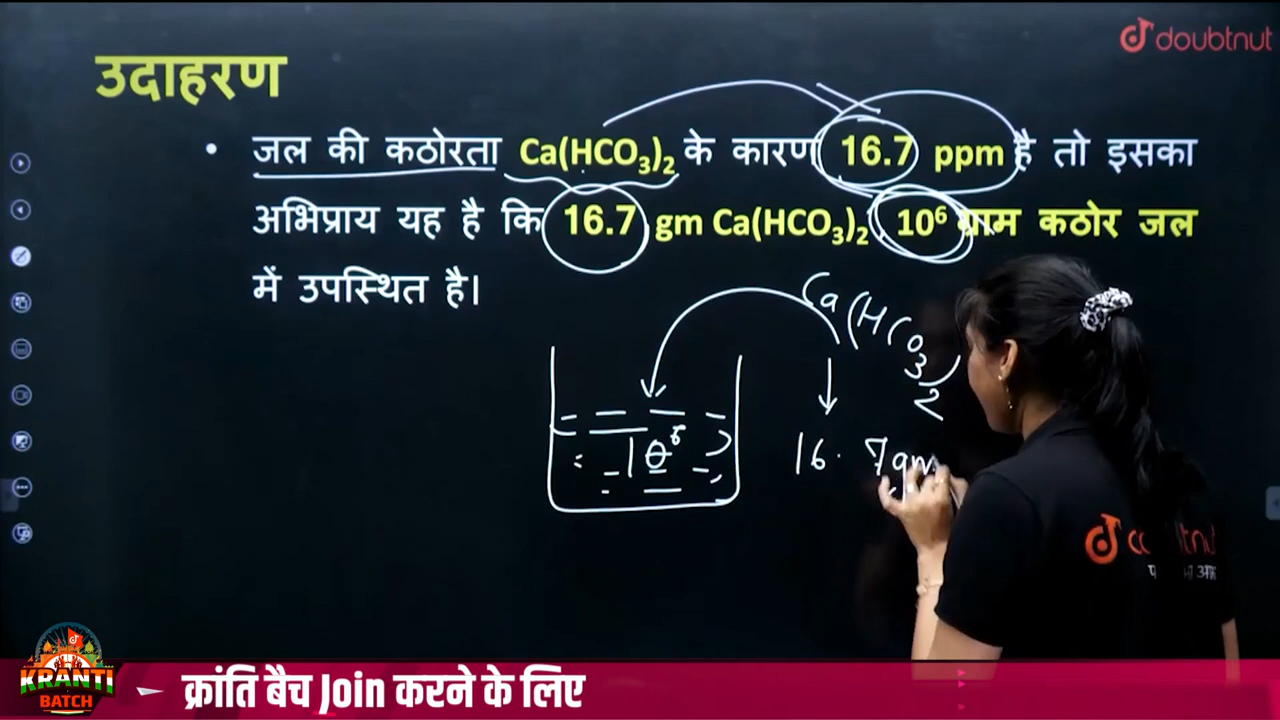 doubtnut
उदाहरण
• जल की कठोरता Ca(HCO₃)₂ के कारण 16.7 ppm है तो इसका
अभिप्राय यह है कि 16.7 gm Ca(HCO₃)₂, 10⁶ ग्राम कठोर जल
में उपस्थित है।
Ca(HCO₃)₂
10⁶
16.7gm
KRANTI
BATCH
क्रांति बैच Join करने के लिए